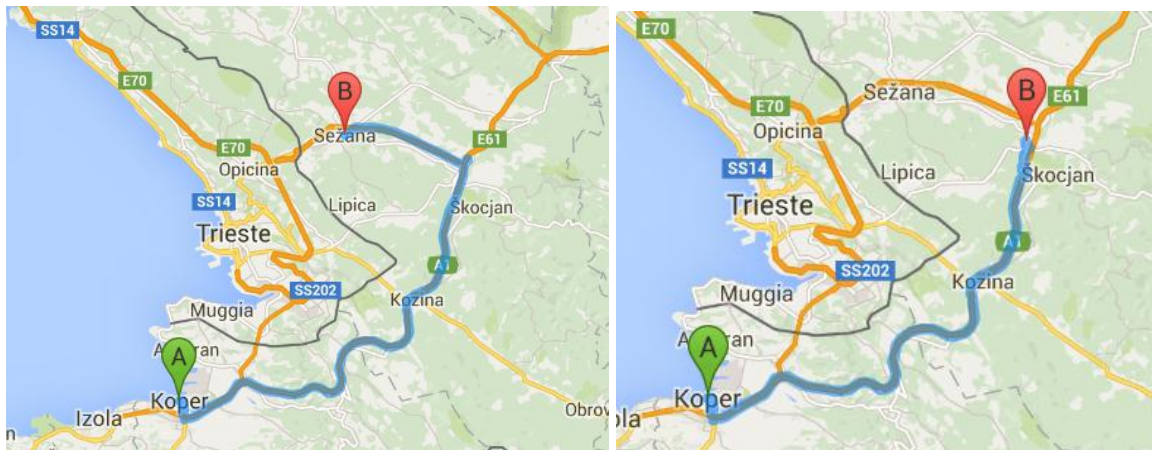 SS14
E70
B
Sežana
E70
E61
Opicina
SS14
Lipica
Škocjan
Trieste
A1
SS202
Kozina
Muggia
A
Koper
Izola
Obrov
n
B
Sežana
E61
E70
Opicina
SS14
Lipica
Škocjan
Trieste
A1
SS202
Kozina
Muggia
A
Koper
ola